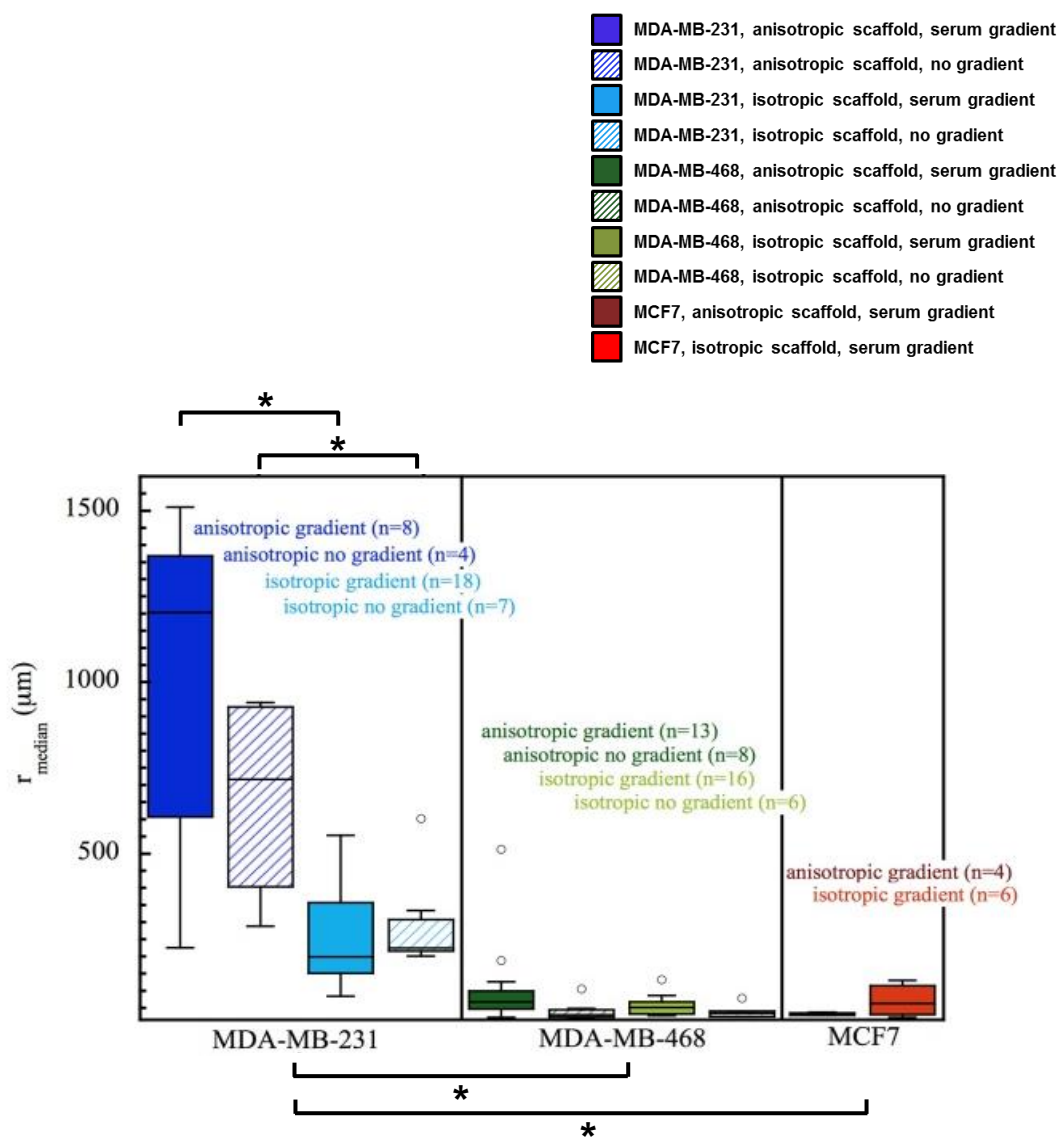 MDA-MB-231, anisotropic scaffold, serum gradient
MDA-MB-231, anisotropic scaffold, no gradient
MDA-MB-231, isotropic scaffold, serum gradient
MDA-MB-231, isotropic scaffold, no gradient
MDA-MB-468, anisotropic scaffold, serum gradient
MDA-MB-468, anisotropic scaffold, no gradient
MDA-MB-468, isotropic scaffold, serum gradient
MDA-MB-468, isotropic scaffold, no gradient
MCF7, anisotropic scaffold, serum gradient
MCF7, isotropic scaffold, serum gradient
*
*
1500
1000
500
r median (μm)
anisotropic gradient (n=8)
anisotropic no gradient (n=4)
isotropic gradient (n=18)
isotropic no gradient (n=7)
anisotropic gradient (n=13)
anisotropic no gradient (n=8)
isotropic gradient (n=16)
isotropic no gradient (n=6)
anisotropic gradient (n=4)
isotropic gradient (n=6)
MDA-MB-231
MDA-MB-468
MCF7
*
*